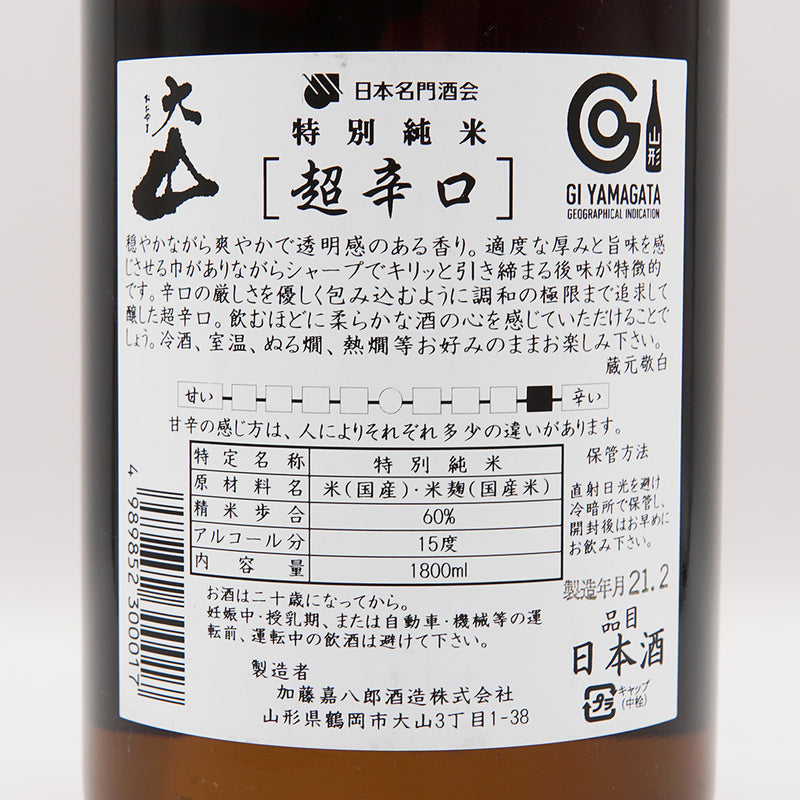 大山
おおやま
日本名門酒会
特別純米
[超辛口]
山形
GI YAMAGATA
GEOGRAPHICAL INDICATION
穏やかながら爽やかで透明感のある香り。適度な厚みと旨味を感
じさせる巾がありながらシャープでキリッと引き締まる後味が特徴的
です。辛口の厳しさを優しく包み込むように調和の極限まで追求して
醸した超辛口。飲むほどに柔らかな酒の心を感じていただけることで
しょう。冷酒、室温、ぬる燗、熱燗等お好みのままお楽しみ下さい。
蔵元敬白
甘い 辛い
甘辛の感じ方は、人によりそれぞれ多少の違いがあります。
特定名称 特別純米
原材料名 米(国産)・米麹(国産米)
精米歩合 60%
アルコール分 15度
内容量 1800ml
保管方法
直射日光を避け
冷暗所で保管し、
開封後はお早めに
お飲み下さい。
製造年月 21.2
4 989852 300017
お酒は二十歳になってから。
妊娠中・授乳期、または自動車・機械等の運
転前、運転中の飲酒は避けて下さい。
品目
日本酒
プラ
キャップ
(中栓)
製造者
加藤嘉八郎酒造株式会社
山形県鶴岡市大山3丁目1-38